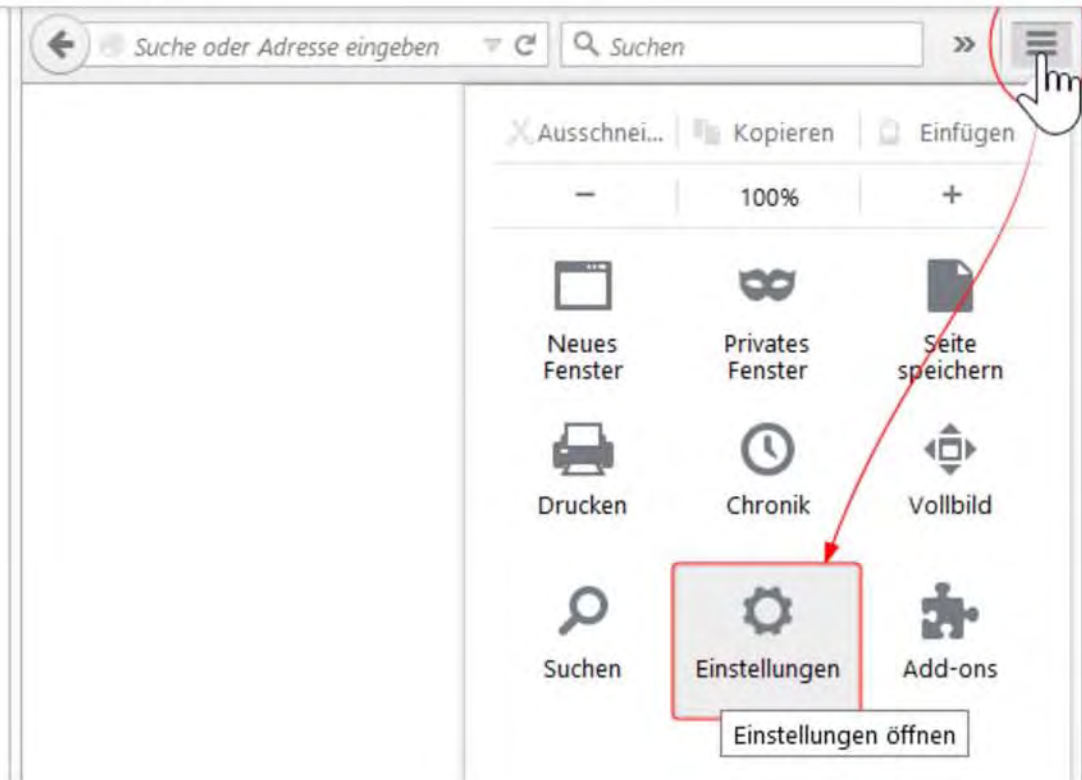 Suche oder Adresse eingeben
Suchen
Ausschnei...
Kopieren
Einfügen
100%
Neues
Fenster
Privates
Fenster
Seite
speichern
Drucken
Chronik
Vollbild
Suchen
Einstellungen
Add-ons
Einstellungen öffnen